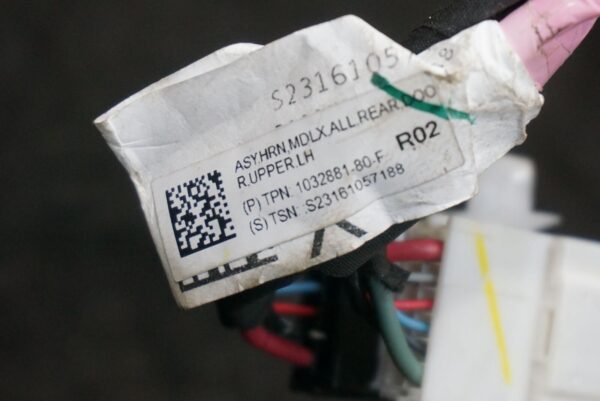 S2316105
ASY,HRN,MDLX,ALL,REAR DOO
R,UPPER,LH
(P) TPN: 1032881-80-F R02
(S) TSN: S23161057188